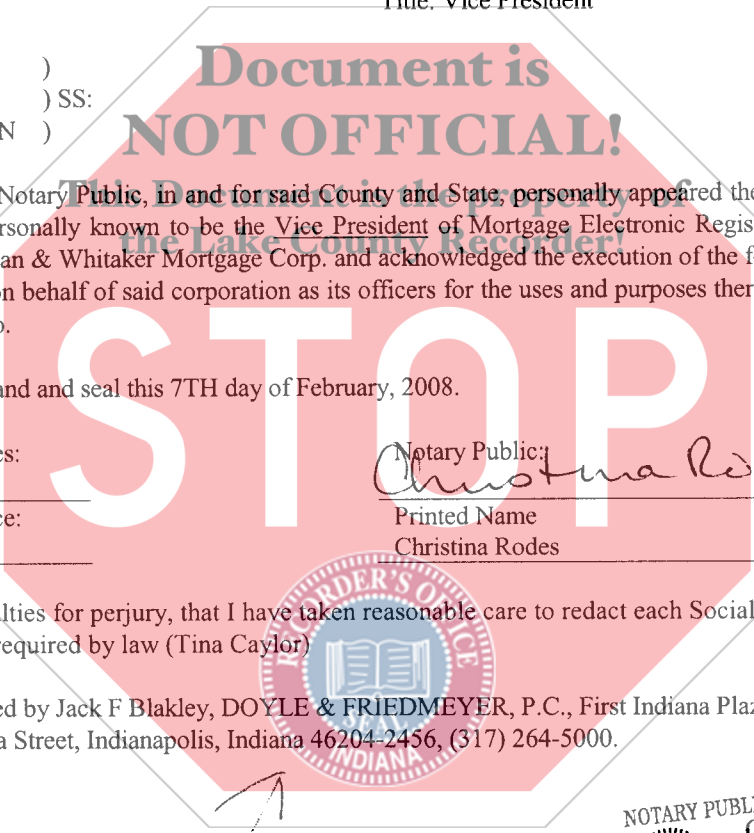 Title: Vice President
)
Document is
) SS:
N )
NOT OFFICIAL!
Notary Public, in and for said County and State, personally appeared the
This Document is the property of
rsonally known to be the Vice President of Mortgage Electronic Regis
the Lake County Recorder!
an & Whitaker Mortgage Corp. and acknowledged the execution of the f
on behalf of said corporation as its officers for the uses and purposes ther
o.
STOP
and and seal this 7TH day of February, 2008.
es:
Notary Public:
Christina Ro
ce:
Printed Name
Christina Rodes
lties for perjury, that I have taken reasonable care to redact each Social
required by law (Tina Caylor)
RECORDER'S OFFICE
SEAL
INDIANA
ed by Jack F Blakley, DOYLE & FRIEDMEYER, P.C., First Indiana Plaz
a Street, Indianapolis, Indiana 46204-2456, (317) 264-5000.
NOTARY PUBLI